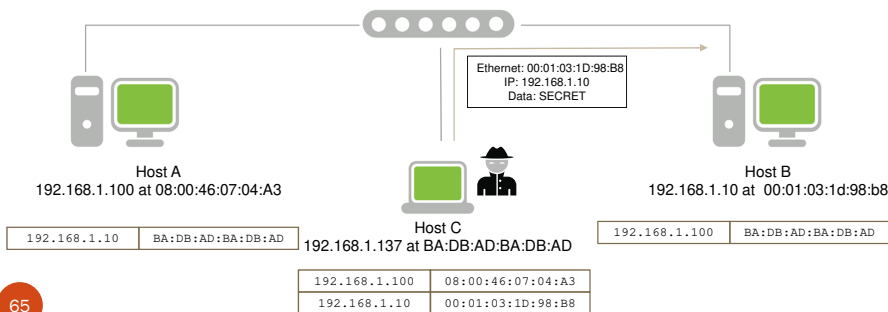 Ethernet: 00:01:03:1D:98:B8
IP: 192.168.1.10
Data: SECRET
Host A
192.168.1.100 at 08:00:46:07:04:A3
Host B
192.168.1.10 at 00:01:03:1d:98:b8
Host C
192.168.1.137 at BA:DB:AD:BA:DB:AD
192.168.1.10 BA:DB:AD:BA:DB:AD
192.168.1.100 BA:DB:AD:BA:DB:AD
192.168.1.100 08:00:46:07:04:A3
192.168.1.10 00:01:03:1D:98:B8
65